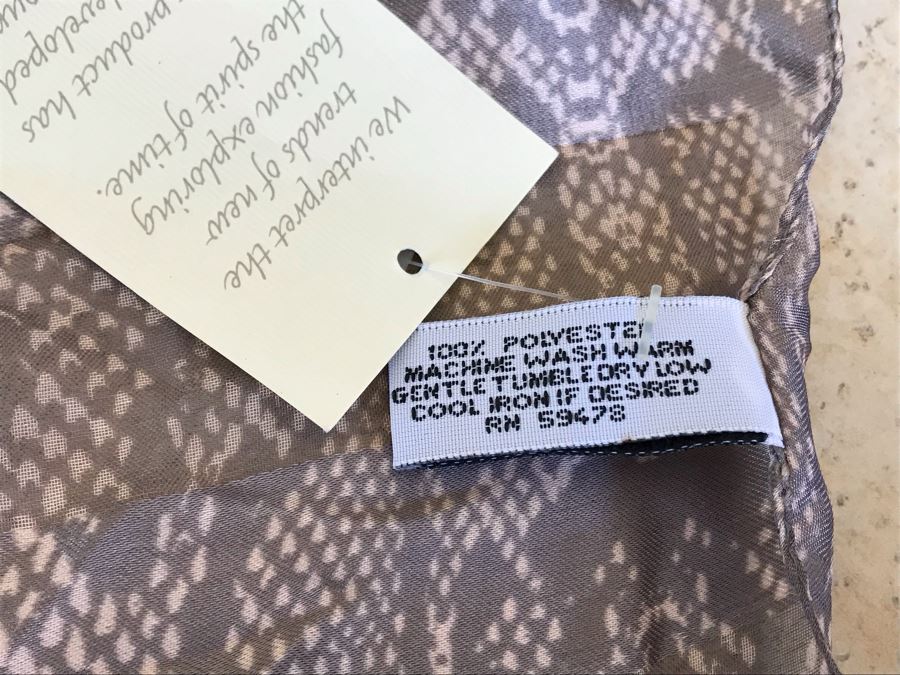 We interpret the
trends of new
fashion exploring
the spirit of time.
product has
developed
100% POLYESTER
MACHINE WASH WARM
GENTLE TUMBLE DRY LOW
COOL IRON IF DESIRED
RN 59478